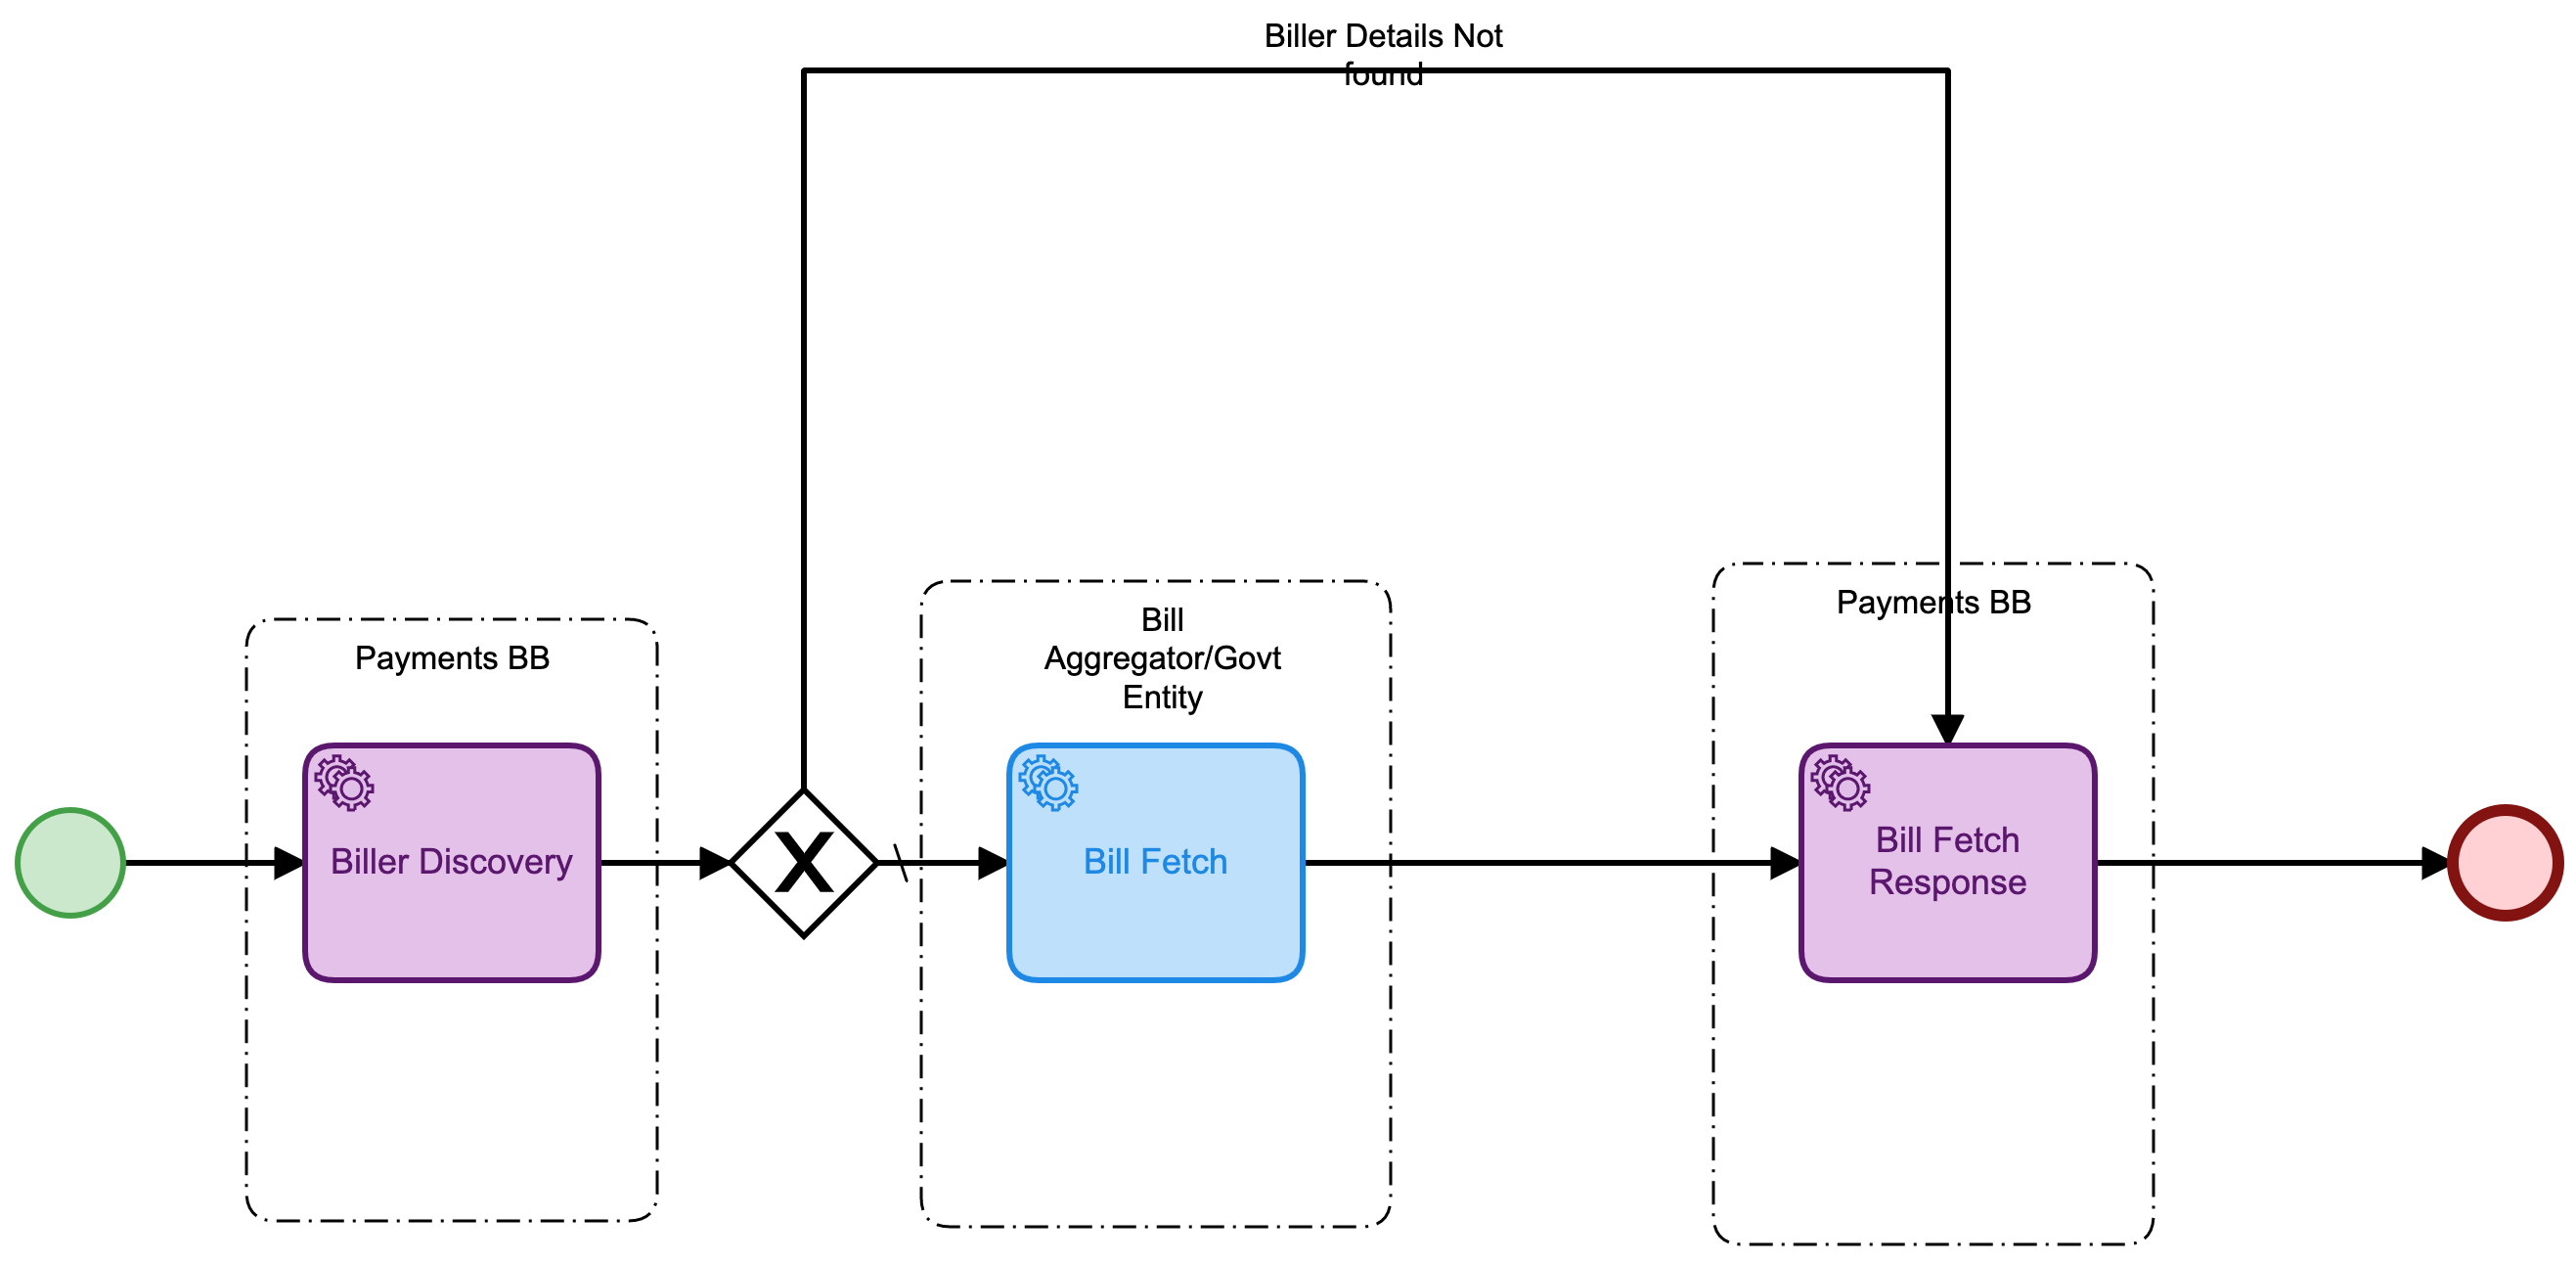 Biller Details Not
found
Payments BB
Biller Discovery
X
Bill
Aggregator/Govt
Entity
Bill Fetch
Payments BB
Bill Fetch
Response